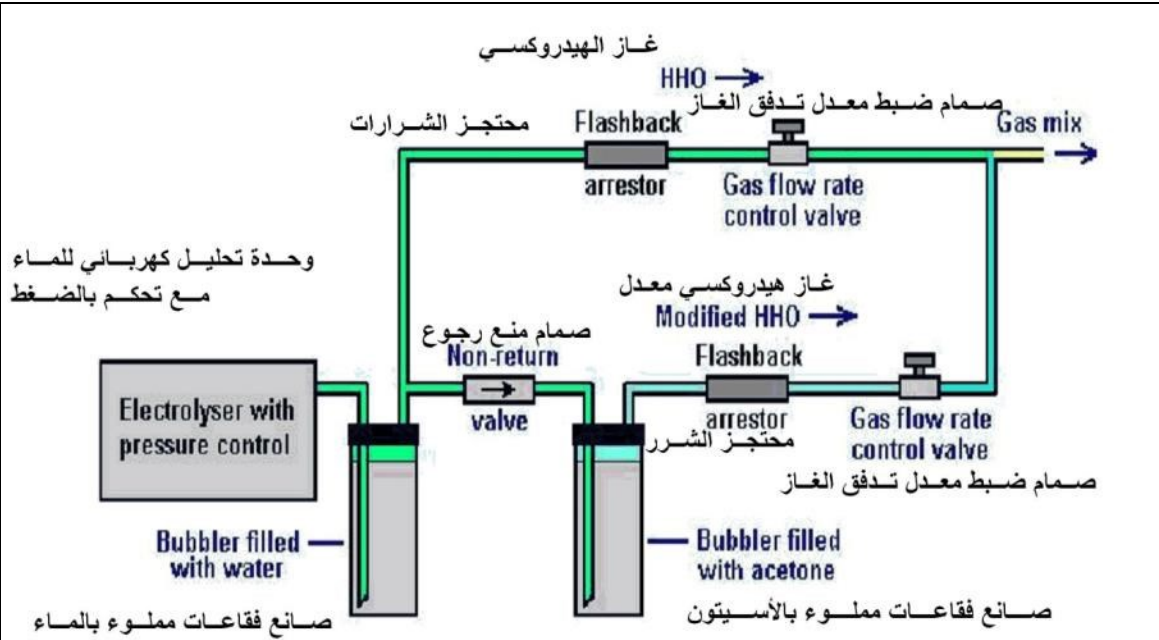 غاز الهيدروكسي
HHO
صمام ضبط معدل تدفق الغاز
محتجز الشرارات
Flashback
arrestor
Gas mix
Gas flow rate
control valve
وحدة تحليل كهربائي للماء
مع تحكم بالضغط
غاز هيدروكسي معدل
Modified HHO
صمام منع رجوع
Non-return
valve
Flashback
arrestor
محتجز الشرر
Gas flow rate
control valve
صمام ضبط معدل تدفق الغاز
Electrolyser with
pressure control
Bubbler filled
with water
صانع فقاعات مملوء بالماء
Bubbler filled
with acetone
صانع فقاعات مملوء بالأسيتون